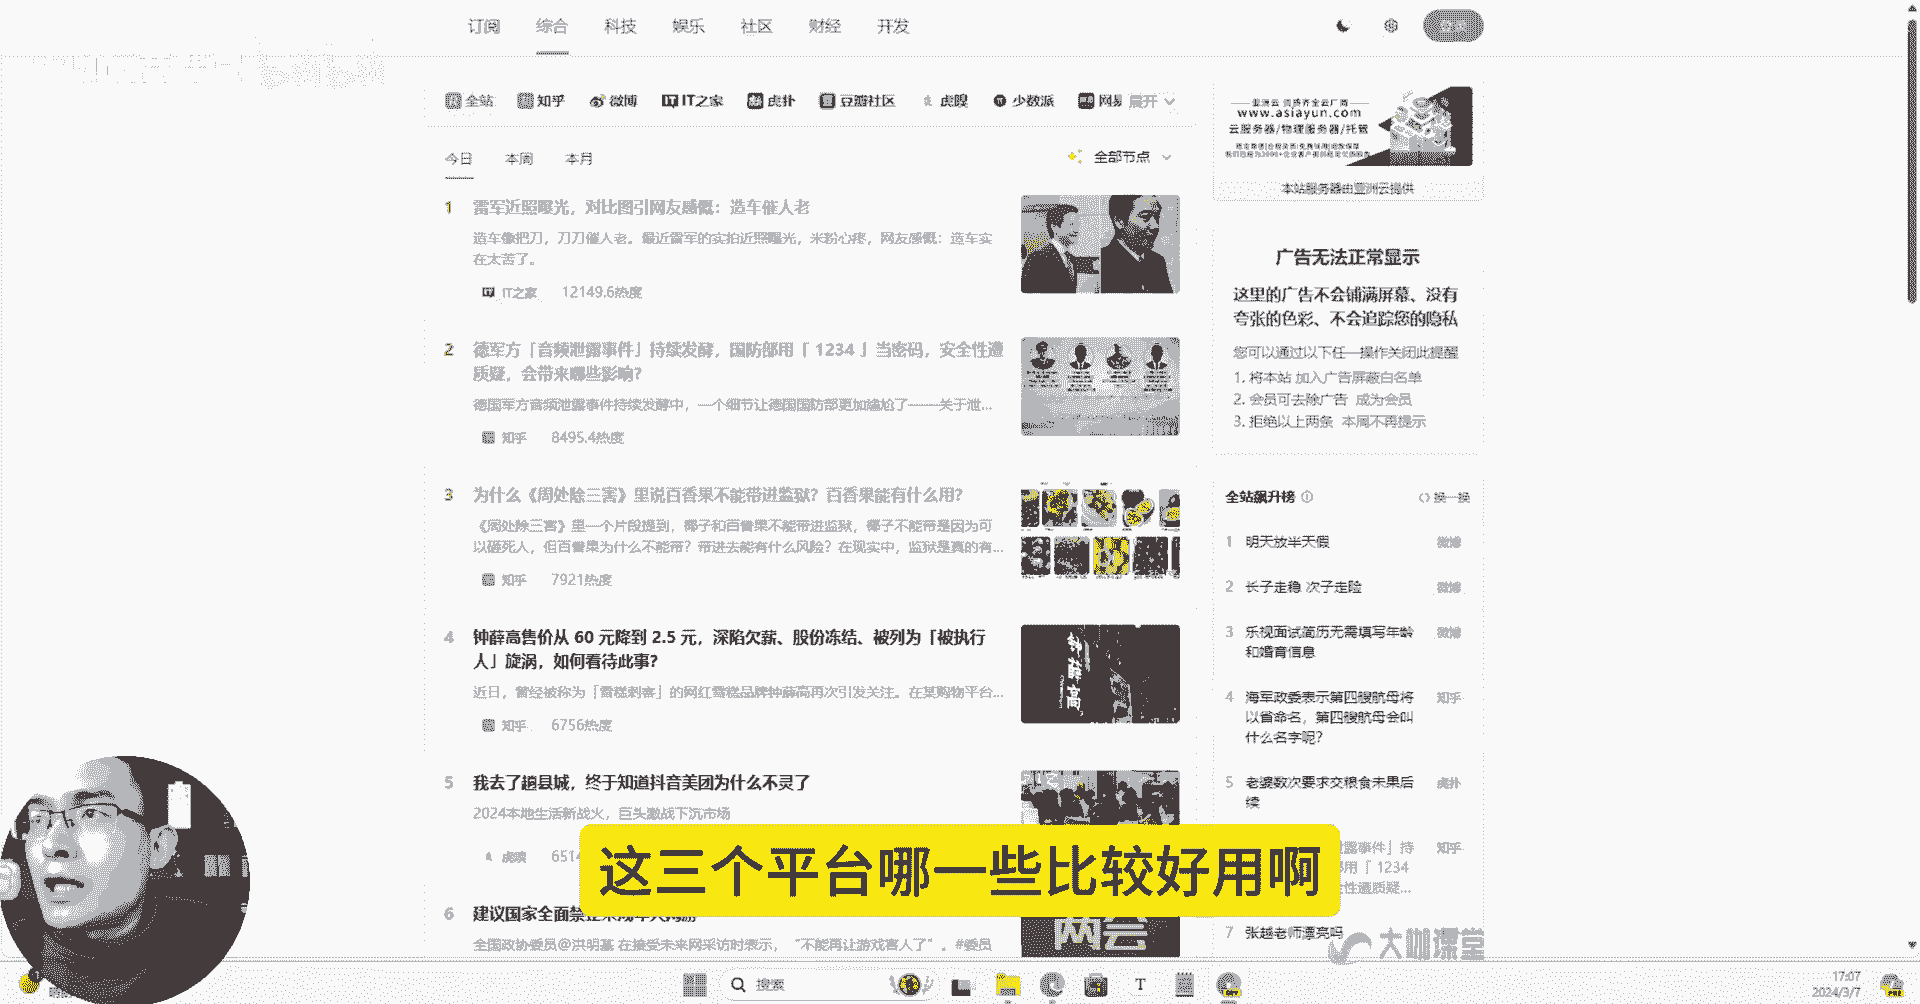 订阅 综合 科技 娱乐 社区 财经 开发
全站 知乎 微博 IT之家 虎扑 豆瓣社区 虎嗅 少数派 网易 展开
今日 本周 本月 全部节点
1 雷军近照曝光，对比图引网友感慨：造车催人老
造车像把刀，刀刀催人老。最近雷军的实拍近照曝光，米粉心疼，网友感慨：造车实
在太苦了。
IT之家 12149.6热度
2 德军方「音频泄露事件」持续发酵，国防部用「 1234 」当密码，安全性遭
质疑，会带来哪些影响？
德国军方音频泄露事件持续发酵中，一个细节让德国国防部更加尴尬了——关于泄...
知乎 8495.4热度
3 为什么《周处除三害》里说百香果不能带进监狱？百香果能有什么用？
《周处除三害》里一个片段提到，椰子和百香果不能带进监狱，椰子不能带是因为可
以砸死人，但百香果为什么不能带？带进去能有什么风险？在现实中，监狱是真的有...
知乎 7921热度
4 钟薛高售价从 60 元降到 2.5 元，深陷欠薪、股份冻结、被列为「被执行
人」旋涡，如何看待此事？
近日，曾经被称为「雪糕刺客」的网红雪糕品牌钟薛高再次引发关注。在某购物平台...
知乎 6756热度
钟薛高
5 我去了趟县城，终于知道抖音美团为什么不灵了
2024本地生活新战火，巨头激战下沉市场
虎嗅 6514
6 建议国家全面禁止未成年人网游
全国政协委员@洪明基 在接受未来网采访时表示，“不能再让游戏害人了”。#委员
两会
www.asiayun.com
云服务器/物理服务器/托管
本站服务器由亚洲云提供
广告无法正常显示
这里的广告不会铺满屏幕、没有
夸张的色彩、不会追踪您的隐私
您可以通过以下任一操作关闭此提醒
1. 将本站 加入广告屏蔽白名单
2. 会员可去除广告 成为会员
3. 拒绝以上两条 本周不再提示
全站飙升榜 换一换
1 明天放半天假 微博
2 长子走稳 次子走险 微博
3 乐视面试简历无需填写年龄 微博
和婚育信息
4 海军政委表示第四艘航母将 知乎
以省命名，第四艘航母会叫
什么名字呢？
5 老婆数次要求交粮食未果后 虎扑
续
露事件」持 知乎
用「 1234
全性遭质疑...
7 张越老师漂亮吗
这三个平台哪一些比较好用啊
大咖课堂
搜索
17:07
2024/3/7